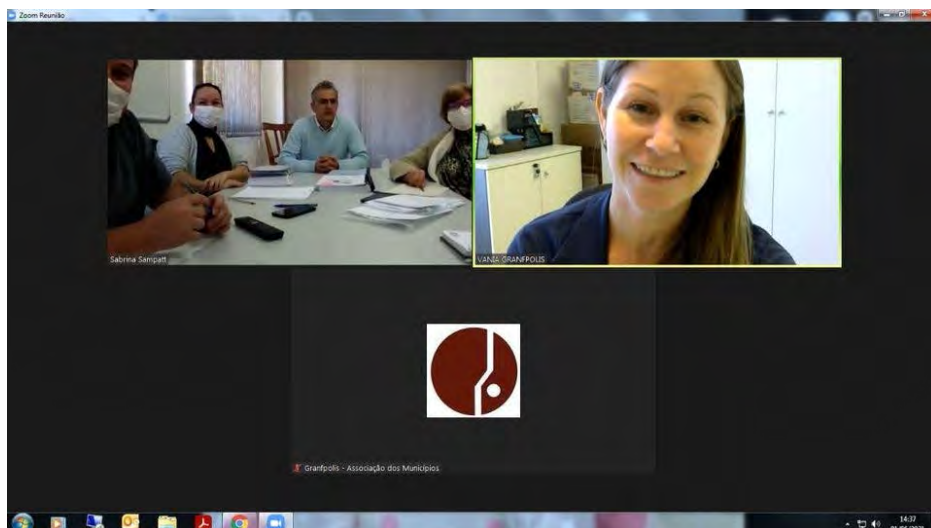 Zoom Reunião
Sabrina Sampatt
VANIA GRANFPOLIS
Granfpolis - Associação dos Municípios
14:37